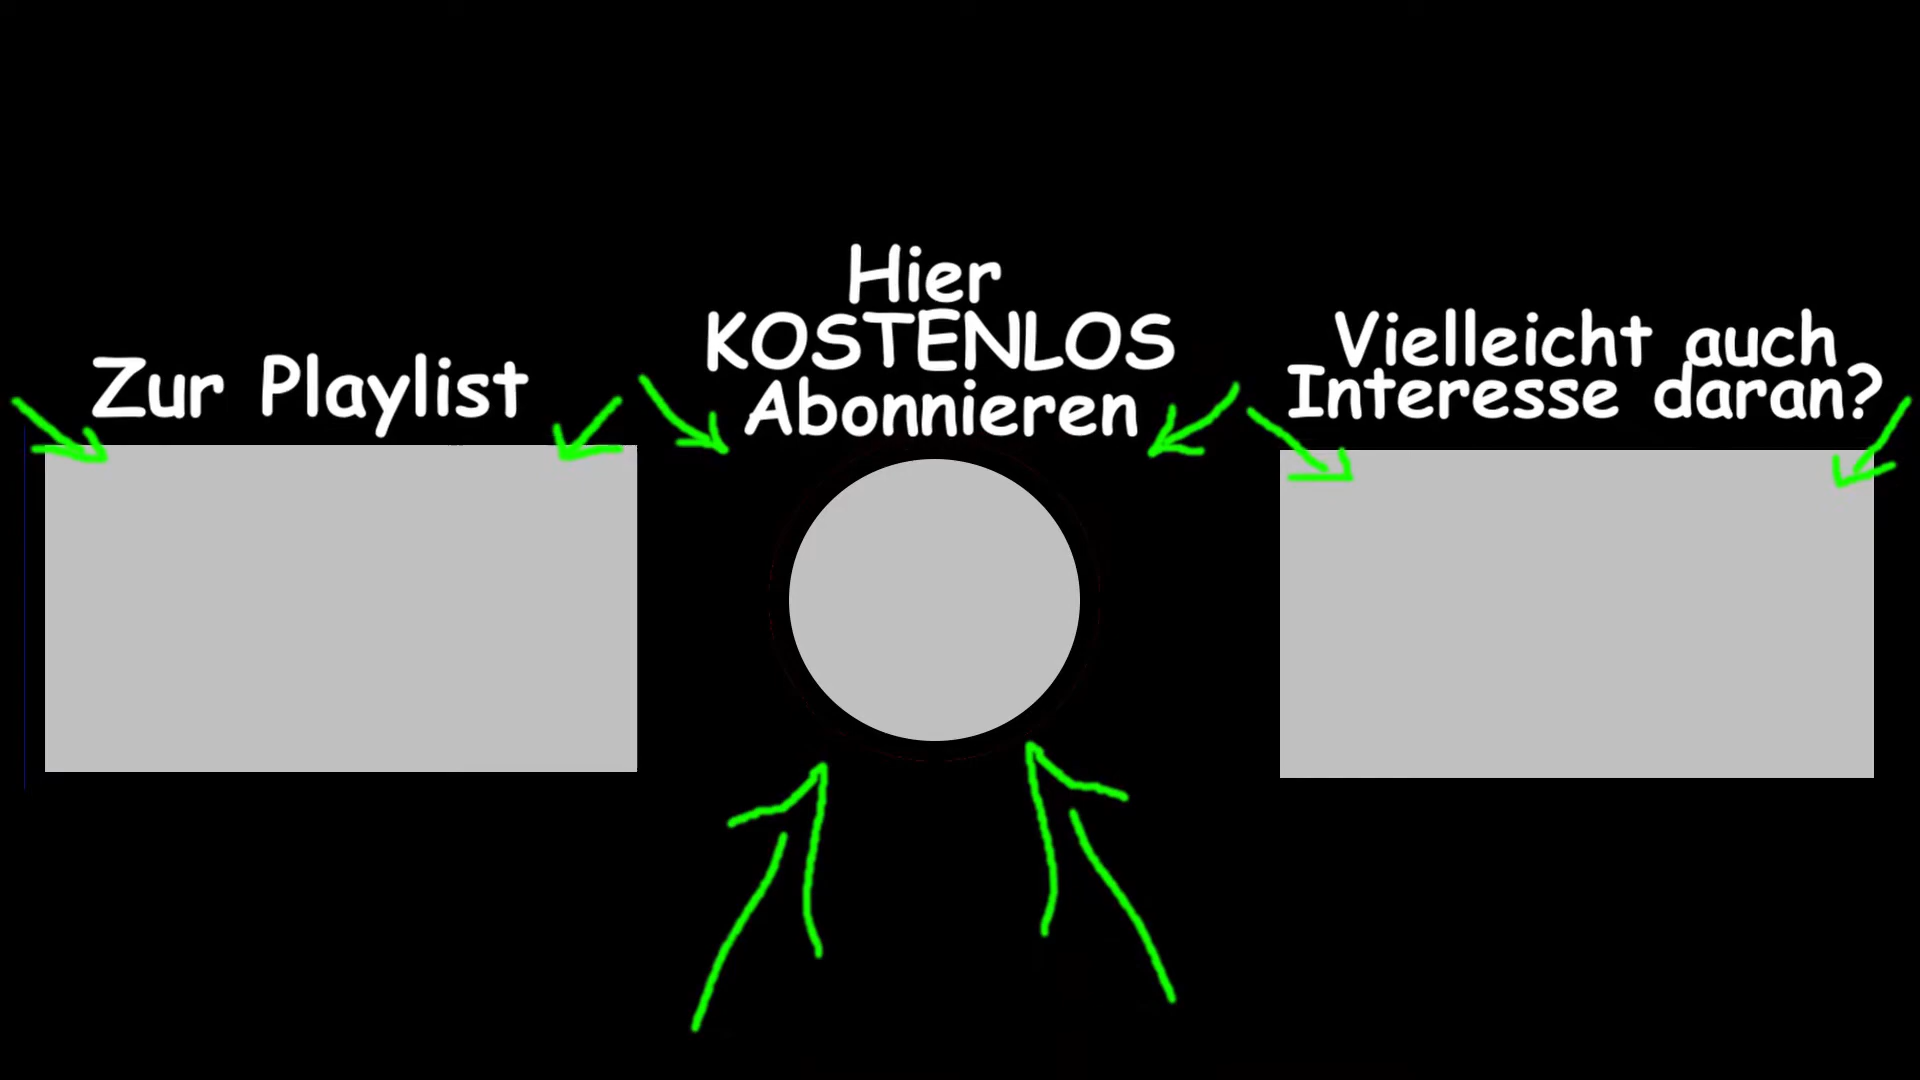 Zur Playlist
Hier
KOSTENLOS
Abonnieren
Vielleicht auch
Interesse daran?